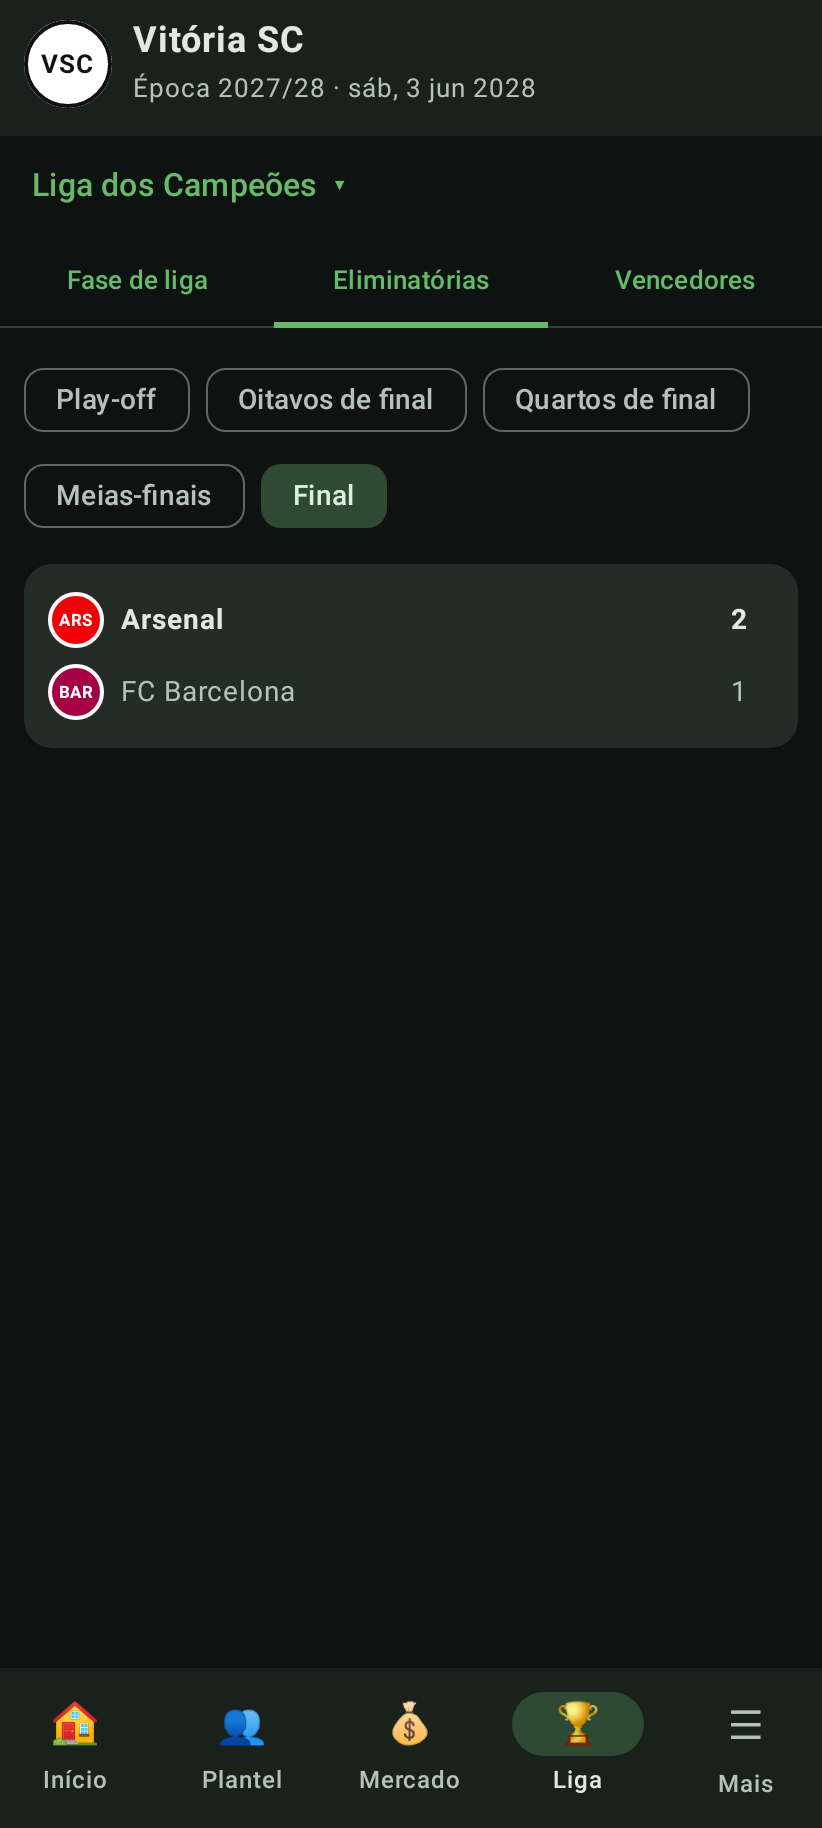 VSC
Vitória SC
Época 2027/28 · sáb, 3 jun 2028
Liga dos Campeões ▼
Fase de liga
Eliminatórias
Vencedores
Play-off
Oitavos de final
Quartos de final
Meias-finais
Final
ARS Arsenal 2
BAR FC Barcelona 1
Início
Plantel
Mercado
Liga
Mais